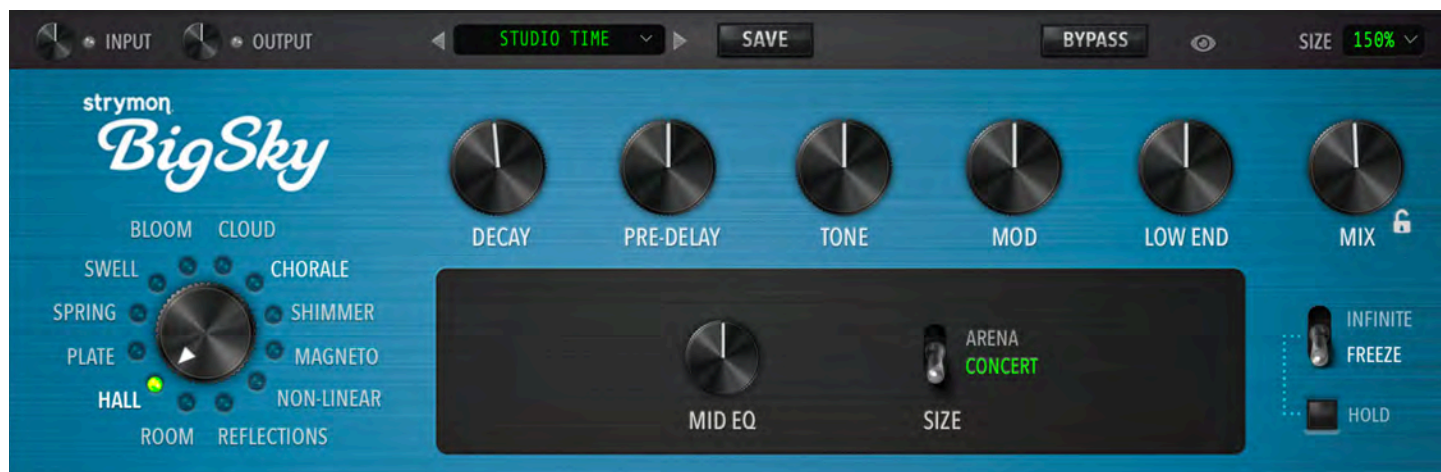 INPUT
OUTPUT
STUDIO TIME
SAVE
BYPASS
SIZE 150%
strymon
BigSky
DECAY
PRE-DELAY
TONE
MOD
LOW END
MIX
BLOOM
CLOUD
SWELL
CHORALE
SPRING
SHIMMER
PLATE
MAGNETO
HALL
NON-LINEAR
ROOM
REFLECTIONS
MID EQ
ARENA
CONCERT
SIZE
INFINITE
FREEZE
HOLD